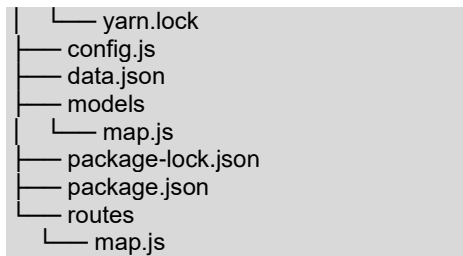 │   └── yarn.lock
├── config.js
├── data.json
├── models
│   └── map.js
├── package-lock.json
├── package.json
└── routes
    └── map.js